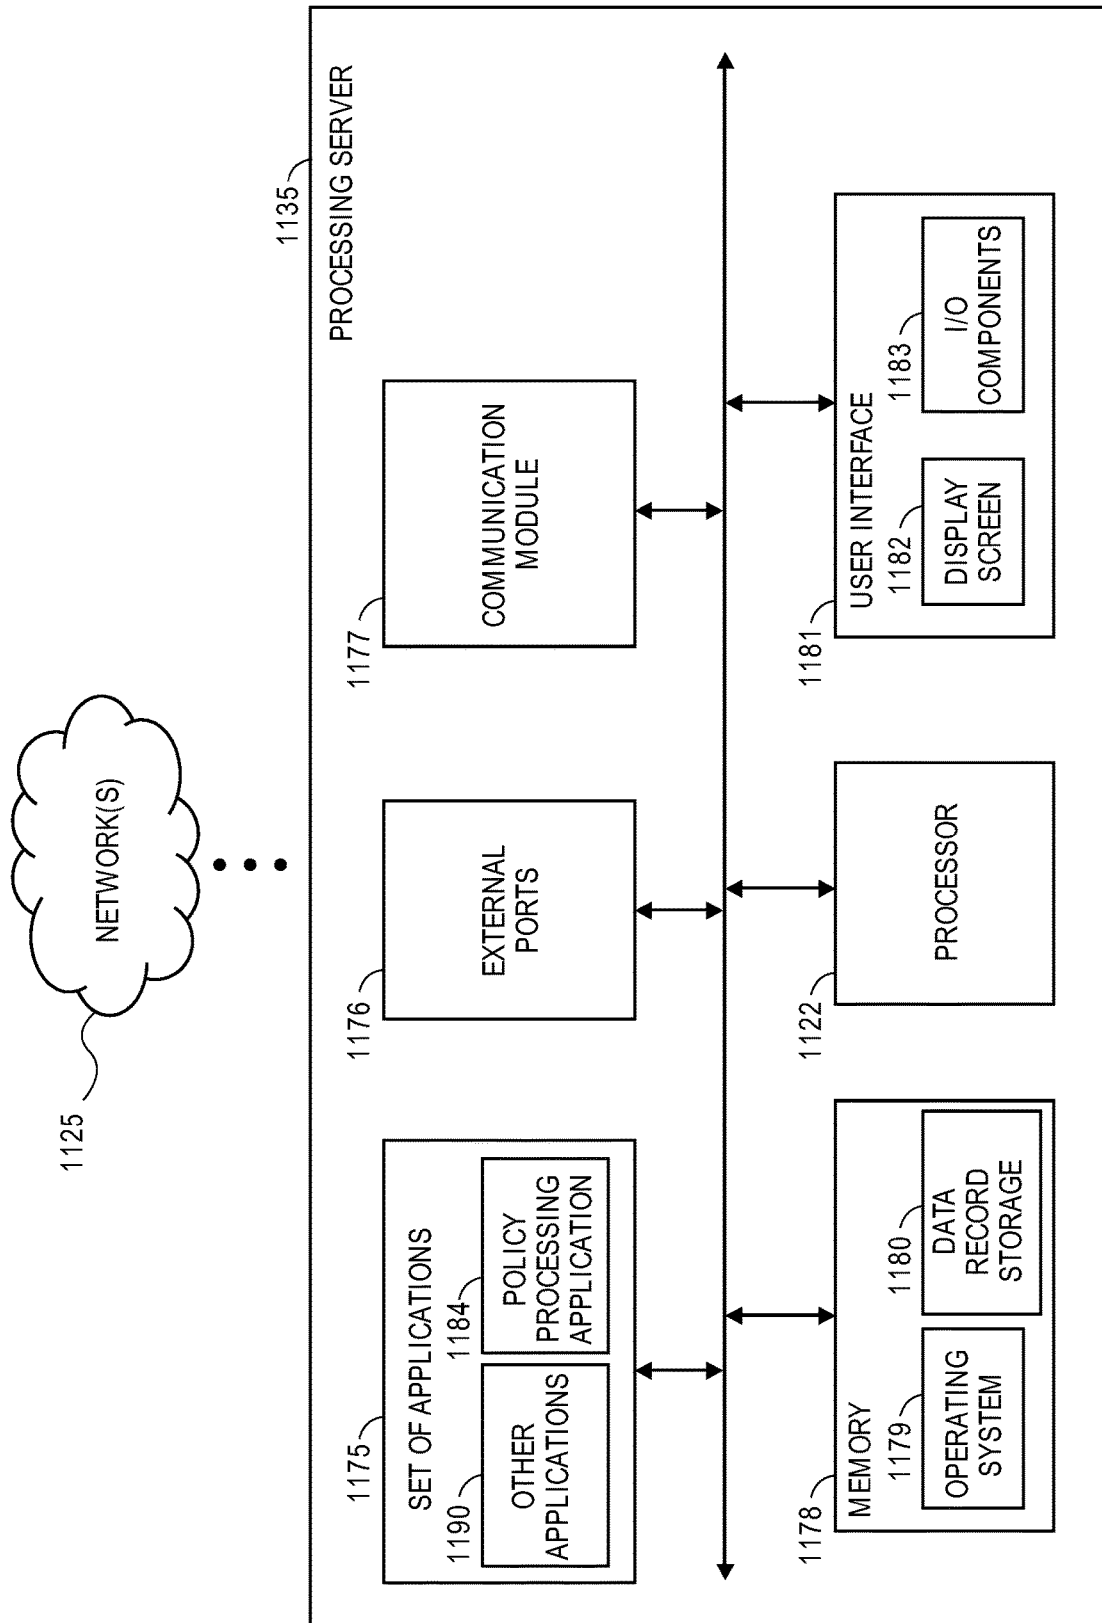 NETWORK(S)
1125
1135
PROCESSING SERVER
1175
SET OF APPLICATIONS
1190
OTHER
APPLICATIONS
1184
POLICY
PROCESSING
APPLICATION
1176
EXTERNAL
PORTS
1177
COMMUNICATION
MODULE
1178
MEMORY
1179
OPERATING
SYSTEM
1180
DATA
RECORD
STORAGE
1122
PROCESSOR
1181
USER INTERFACE
1182
DISPLAY
SCREEN
1183
I/O
COMPONENTS